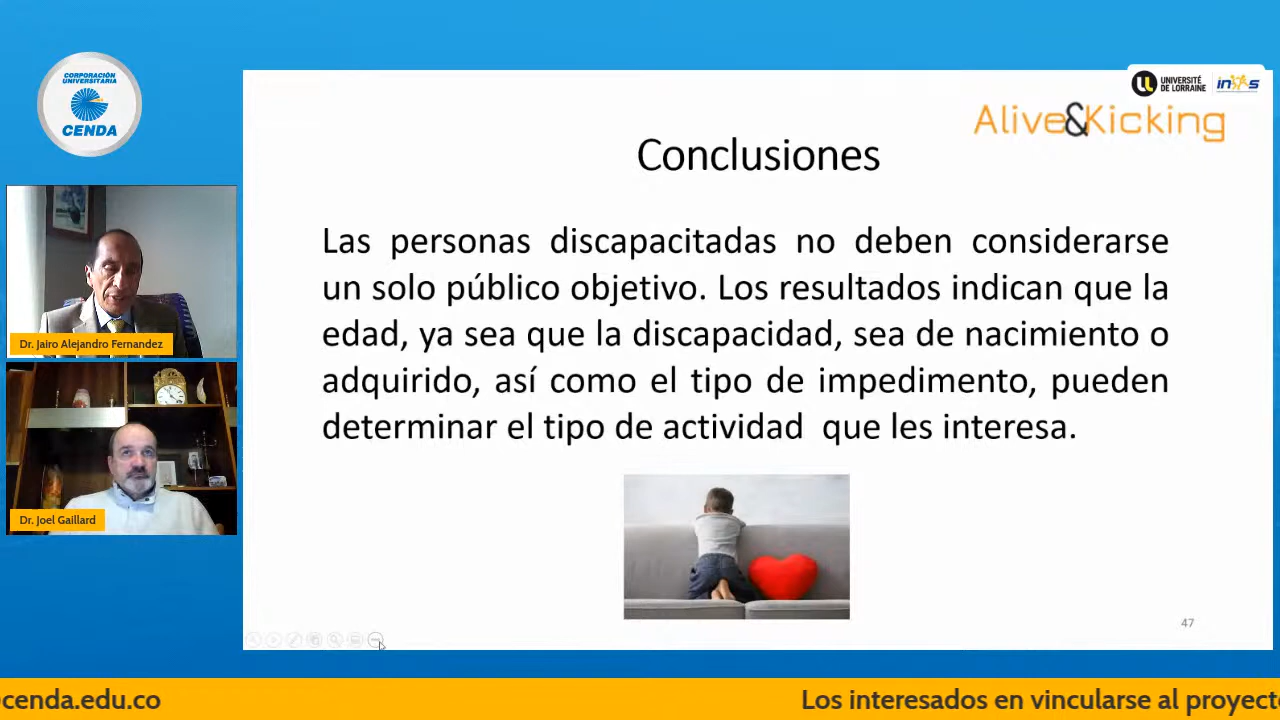 CORPORACIÓN
UNIVERSITARIA
CENDA
UNIVERSITÉ
DE LORRAINE
Alive&Kicking
Conclusiones
Las personas discapacitadas no deben considerarse
un solo público objetivo. Los resultados indican que la
edad, ya sea que la discapacidad, sea de nacimiento o
adquirido, así como el tipo de impedimento, pueden
determinar el tipo de actividad que les interesa.
Dr. Jairo Alejandro Fernandez
Dr. Joel Gaillard
47
cenda.edu.co
Los interesados en vincularse al proyect